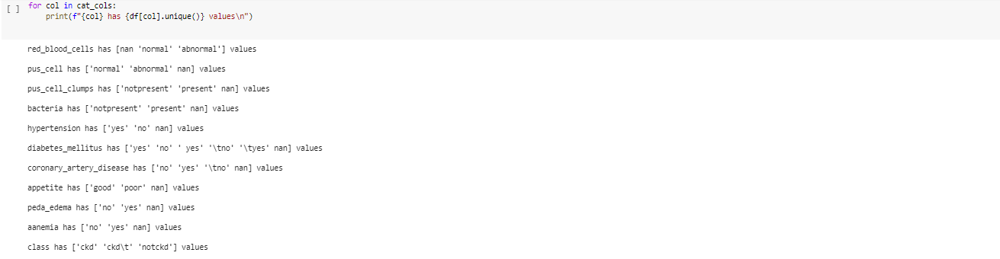 [ ] for col in cat_cols:
print(f"{col} has {df[col].unique()} values\n")
red_blood_cells has [nan 'normal' 'abnormal'] values
pus_cell has ['normal' 'abnormal' nan] values
pus_cell_clumps has ['notpresent' 'present' nan] values
bacteria has ['notpresent' 'present' nan] values
hypertension has ['yes' 'no' nan] values
diabetes_mellitus has ['yes' 'no' ' yes' '\tno' '\tyes' nan] values
coronary_artery_disease has ['no' 'yes' '\tno' nan] values
appetite has ['good' 'poor' nan] values
peda_edema has ['no' 'yes' nan] values
aanemia has ['no' 'yes' nan] values
class has ['ckd' 'ckd\t' 'notckd'] values